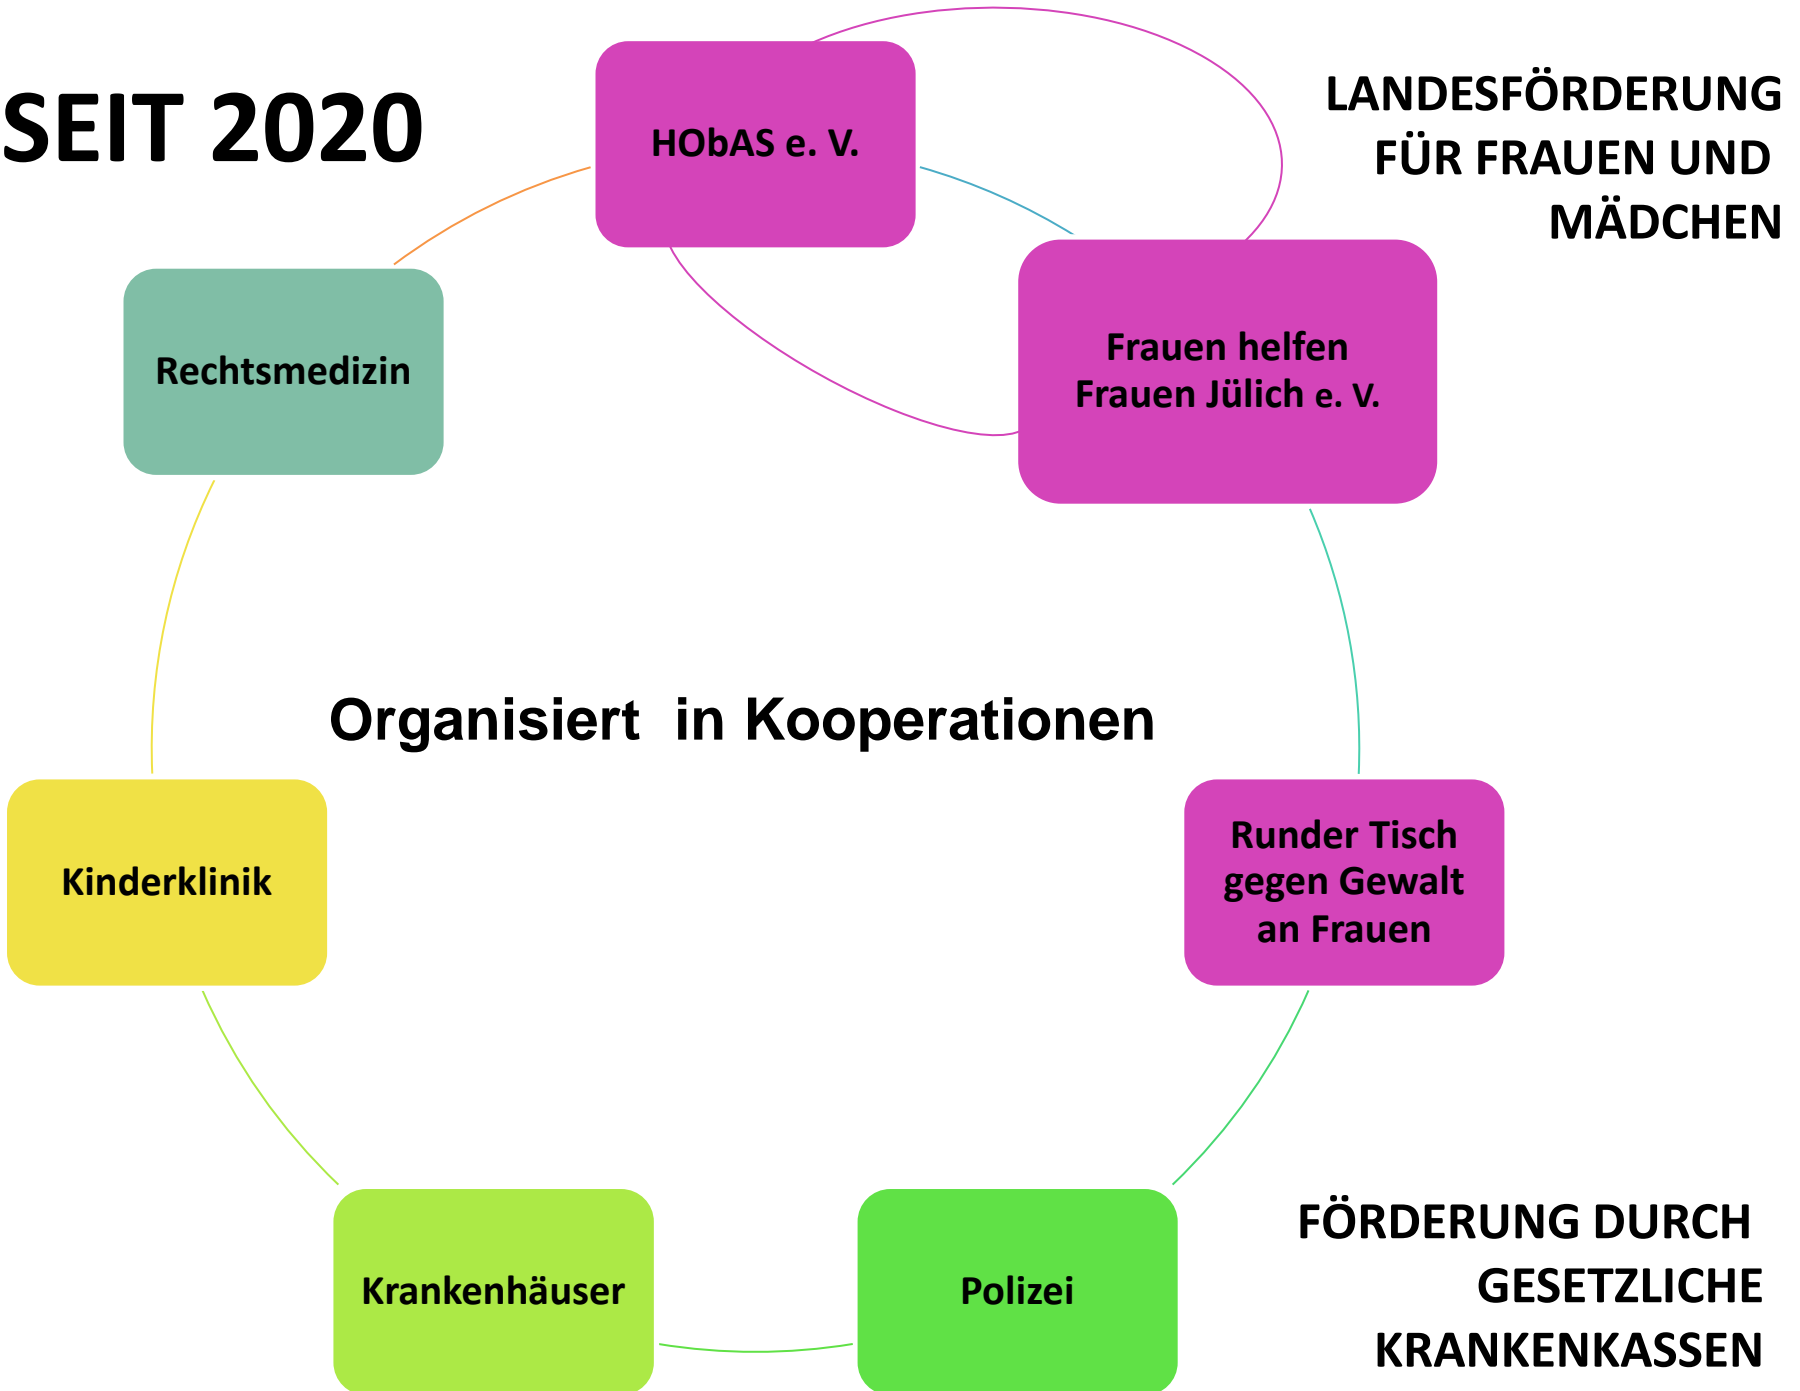 SEIT 2020
HObAS e. V.
LANDESFÖRDERUNG
FÜR FRAUEN UND
MÄDCHEN
Rechtsmedizin
Frauen helfen
Frauen Jülich e. V.
Organisiert in Kooperationen
Kinderklinik
Runder Tisch
gegen Gewalt
an Frauen
Krankenhäuser
Polizei
FÖRDERUNG DURCH
GESETZLICHE
KRANKENKASSEN